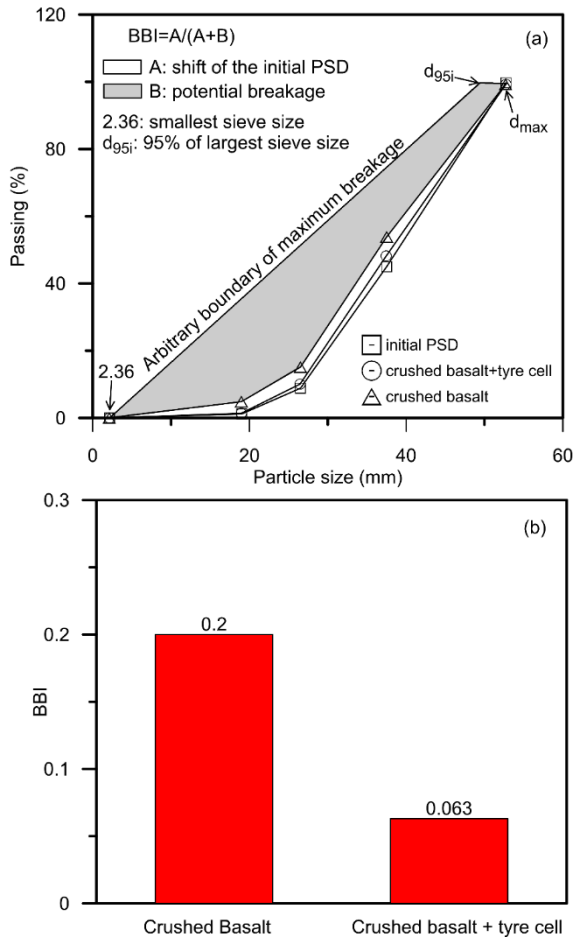 120
80
40
0
Passing (%)
BBI=A/(A+B)
(a)
A: shift of the initial PSD
B: potential breakage
2.36: smallest sieve size
d95i: 95% of largest sieve size
d95i
dmax
Arbitrary boundary of maximum breakage
2.36
initial PSD
crushed basalt+tyre cell
crushed basalt
0
20
40
60
Particle size (mm)
0.3
(b)
0.2
0.1
0
BBI
0.2
0.063
Crushed Basalt
Crushed basalt + tyre cell